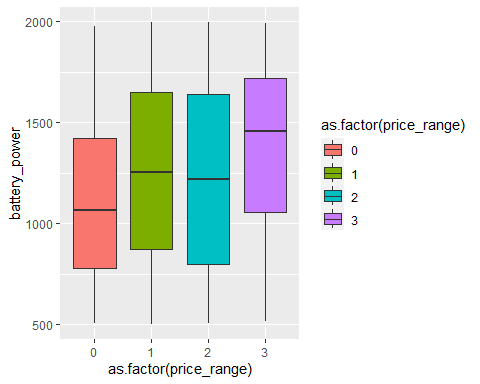 2000
1500
1000
500
battery_power
0 1 2 3
as.factor(price_range)
as.factor(price_range)
0
1
2
3